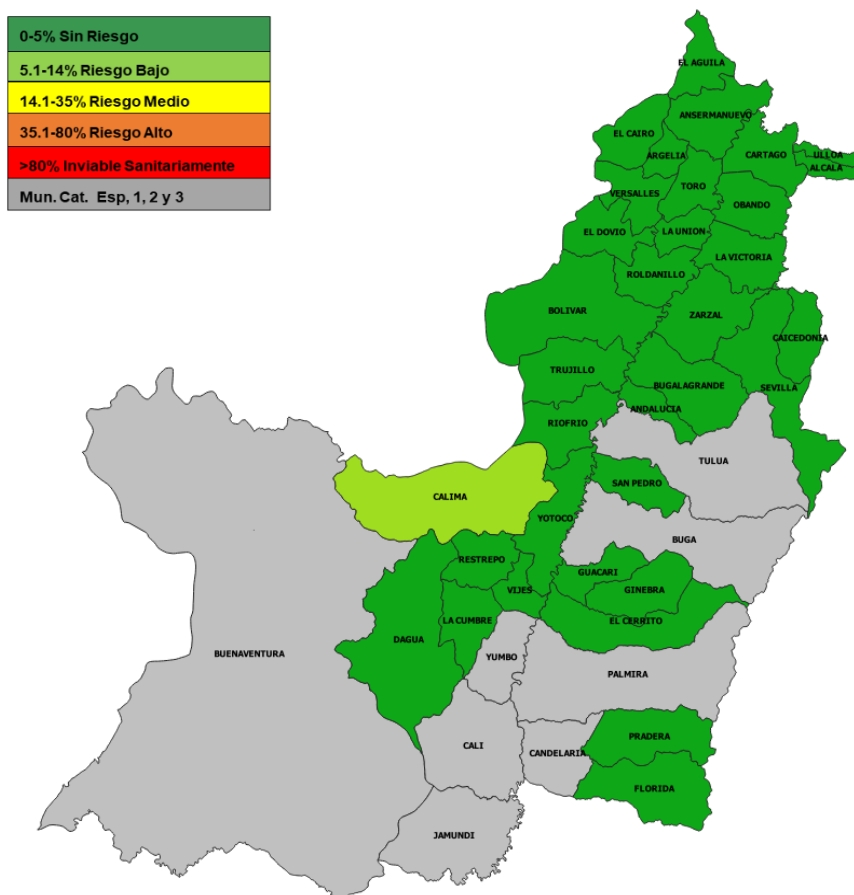 0-5% Sin Riesgo
5.1-14% Riesgo Bajo
14.1-35% Riesgo Medio
35.1-80% Riesgo Alto
>80% Inviable Sanitariamente
Mun. Cat.  Esp, 1, 2 y 3
EL AGUILA
ANSERMANUEVO
EL CAIRO
ARGELIA
CARTAGO
ULLOA
ALCALA
VERSALLES
TORO
OBANDO
EL DOVIO
LA UNION
LA VICTORIA
ROLDANILLO
BOLIVAR
ZARZAL
CAICEDONIA
TRUJILLO
BUGALAGRANDE
SEVILLA
ANDALUCIA
RIOFRIO
TULUA
SAN PEDRO
CALIMA
YOTOCO
BUGA
RESTREPO
GUACARI
VIJES
GINEBRA
LA CUMBRE
EL CERRITO
DAGUA
BUENAVENTURA
YUMBO
PALMIRA
PRADERA
CALI
CANDELARIA
FLORIDA
JAMUNDI